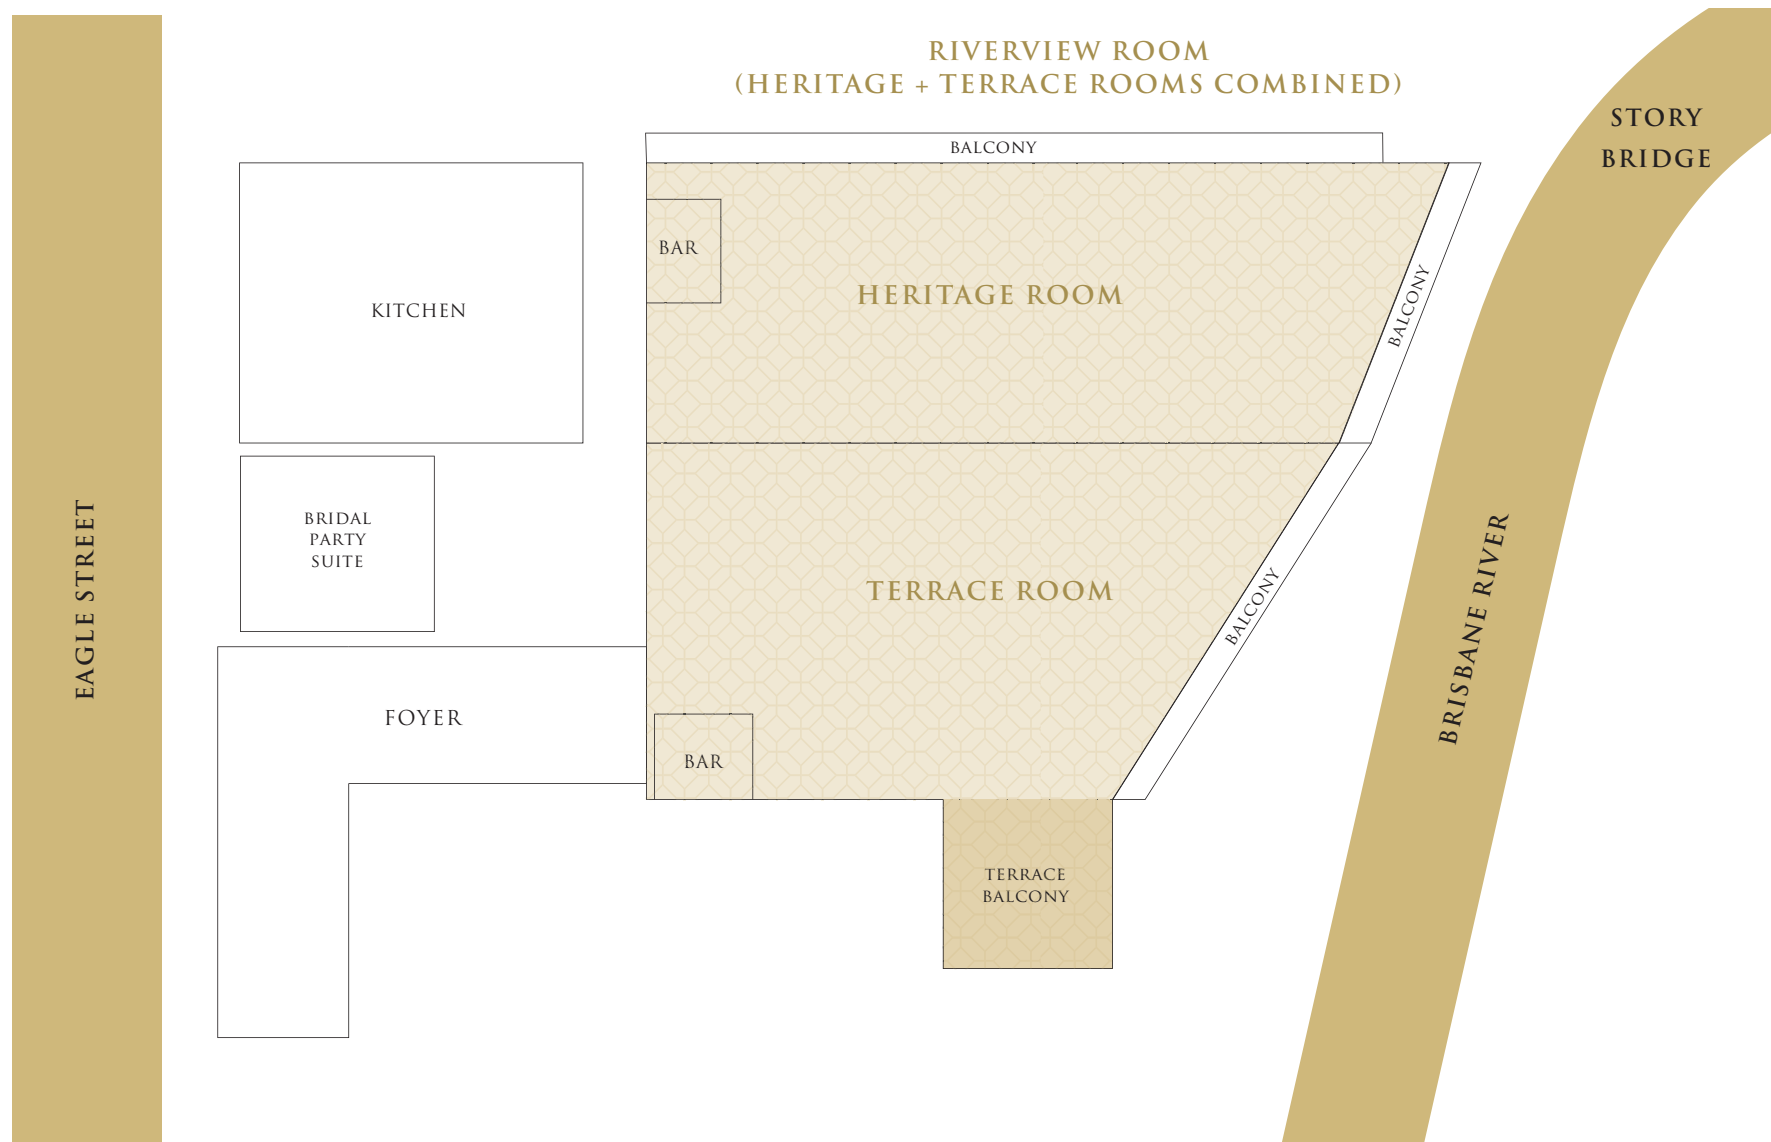 RIVERVIEW ROOM
(HERITAGE + TERRACE ROOMS COMBINED)
STORY
BRIDGE
BALCONY
BAR
HERITAGE ROOM
BALCONY
KITCHEN
BRIDAL
PARTY
SUITE
EAGLE STREET
TERRACE ROOM
BALCONY
BRISBANE RIVER
FOYER
BAR
TERRACE
BALCONY